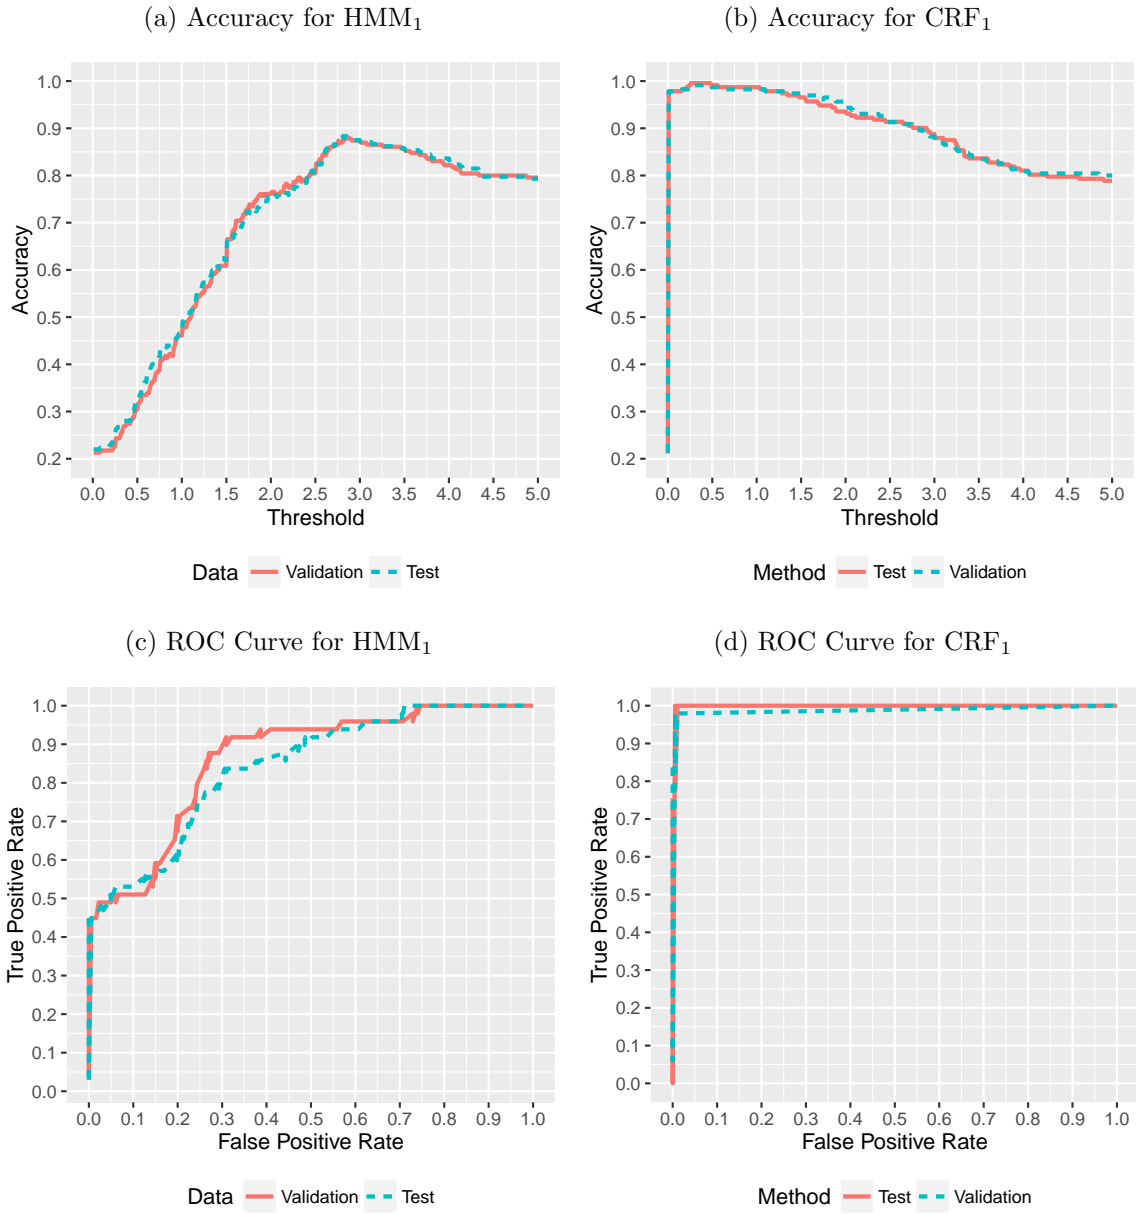 (a) Accuracy for HMM1
(b) Accuracy for CRF1
1.0
0.9
0.8
0.7
0.6
0.5
0.4
0.3
0.2
Accuracy
0.0 0.5 1.0 1.5 2.0 2.5 3.0 3.5 4.0 4.5 5.0
Threshold
Data Validation Test
1.0
0.9
0.8
0.7
0.6
0.5
0.4
0.3
0.2
Accuracy
0.0 0.5 1.0 1.5 2.0 2.5 3.0 3.5 4.0 4.5 5.0
Threshold
Method Test Validation
(c) ROC Curve for HMM1
(d) ROC Curve for CRF1
1.0
0.9
0.8
0.7
0.6
0.5
0.4
0.3
0.2
0.1
0.0
True Positive Rate
0.0 0.1 0.2 0.3 0.4 0.5 0.6 0.7 0.8 0.9 1.0
False Positive Rate
Data Validation Test
1.0
0.9
0.8
0.7
0.6
0.5
0.4
0.3
0.2
0.1
0.0
True Positive Rate
0.0 0.1 0.2 0.3 0.4 0.5 0.6 0.7 0.8 0.9 1.0
False Positive Rate
Method Test Validation